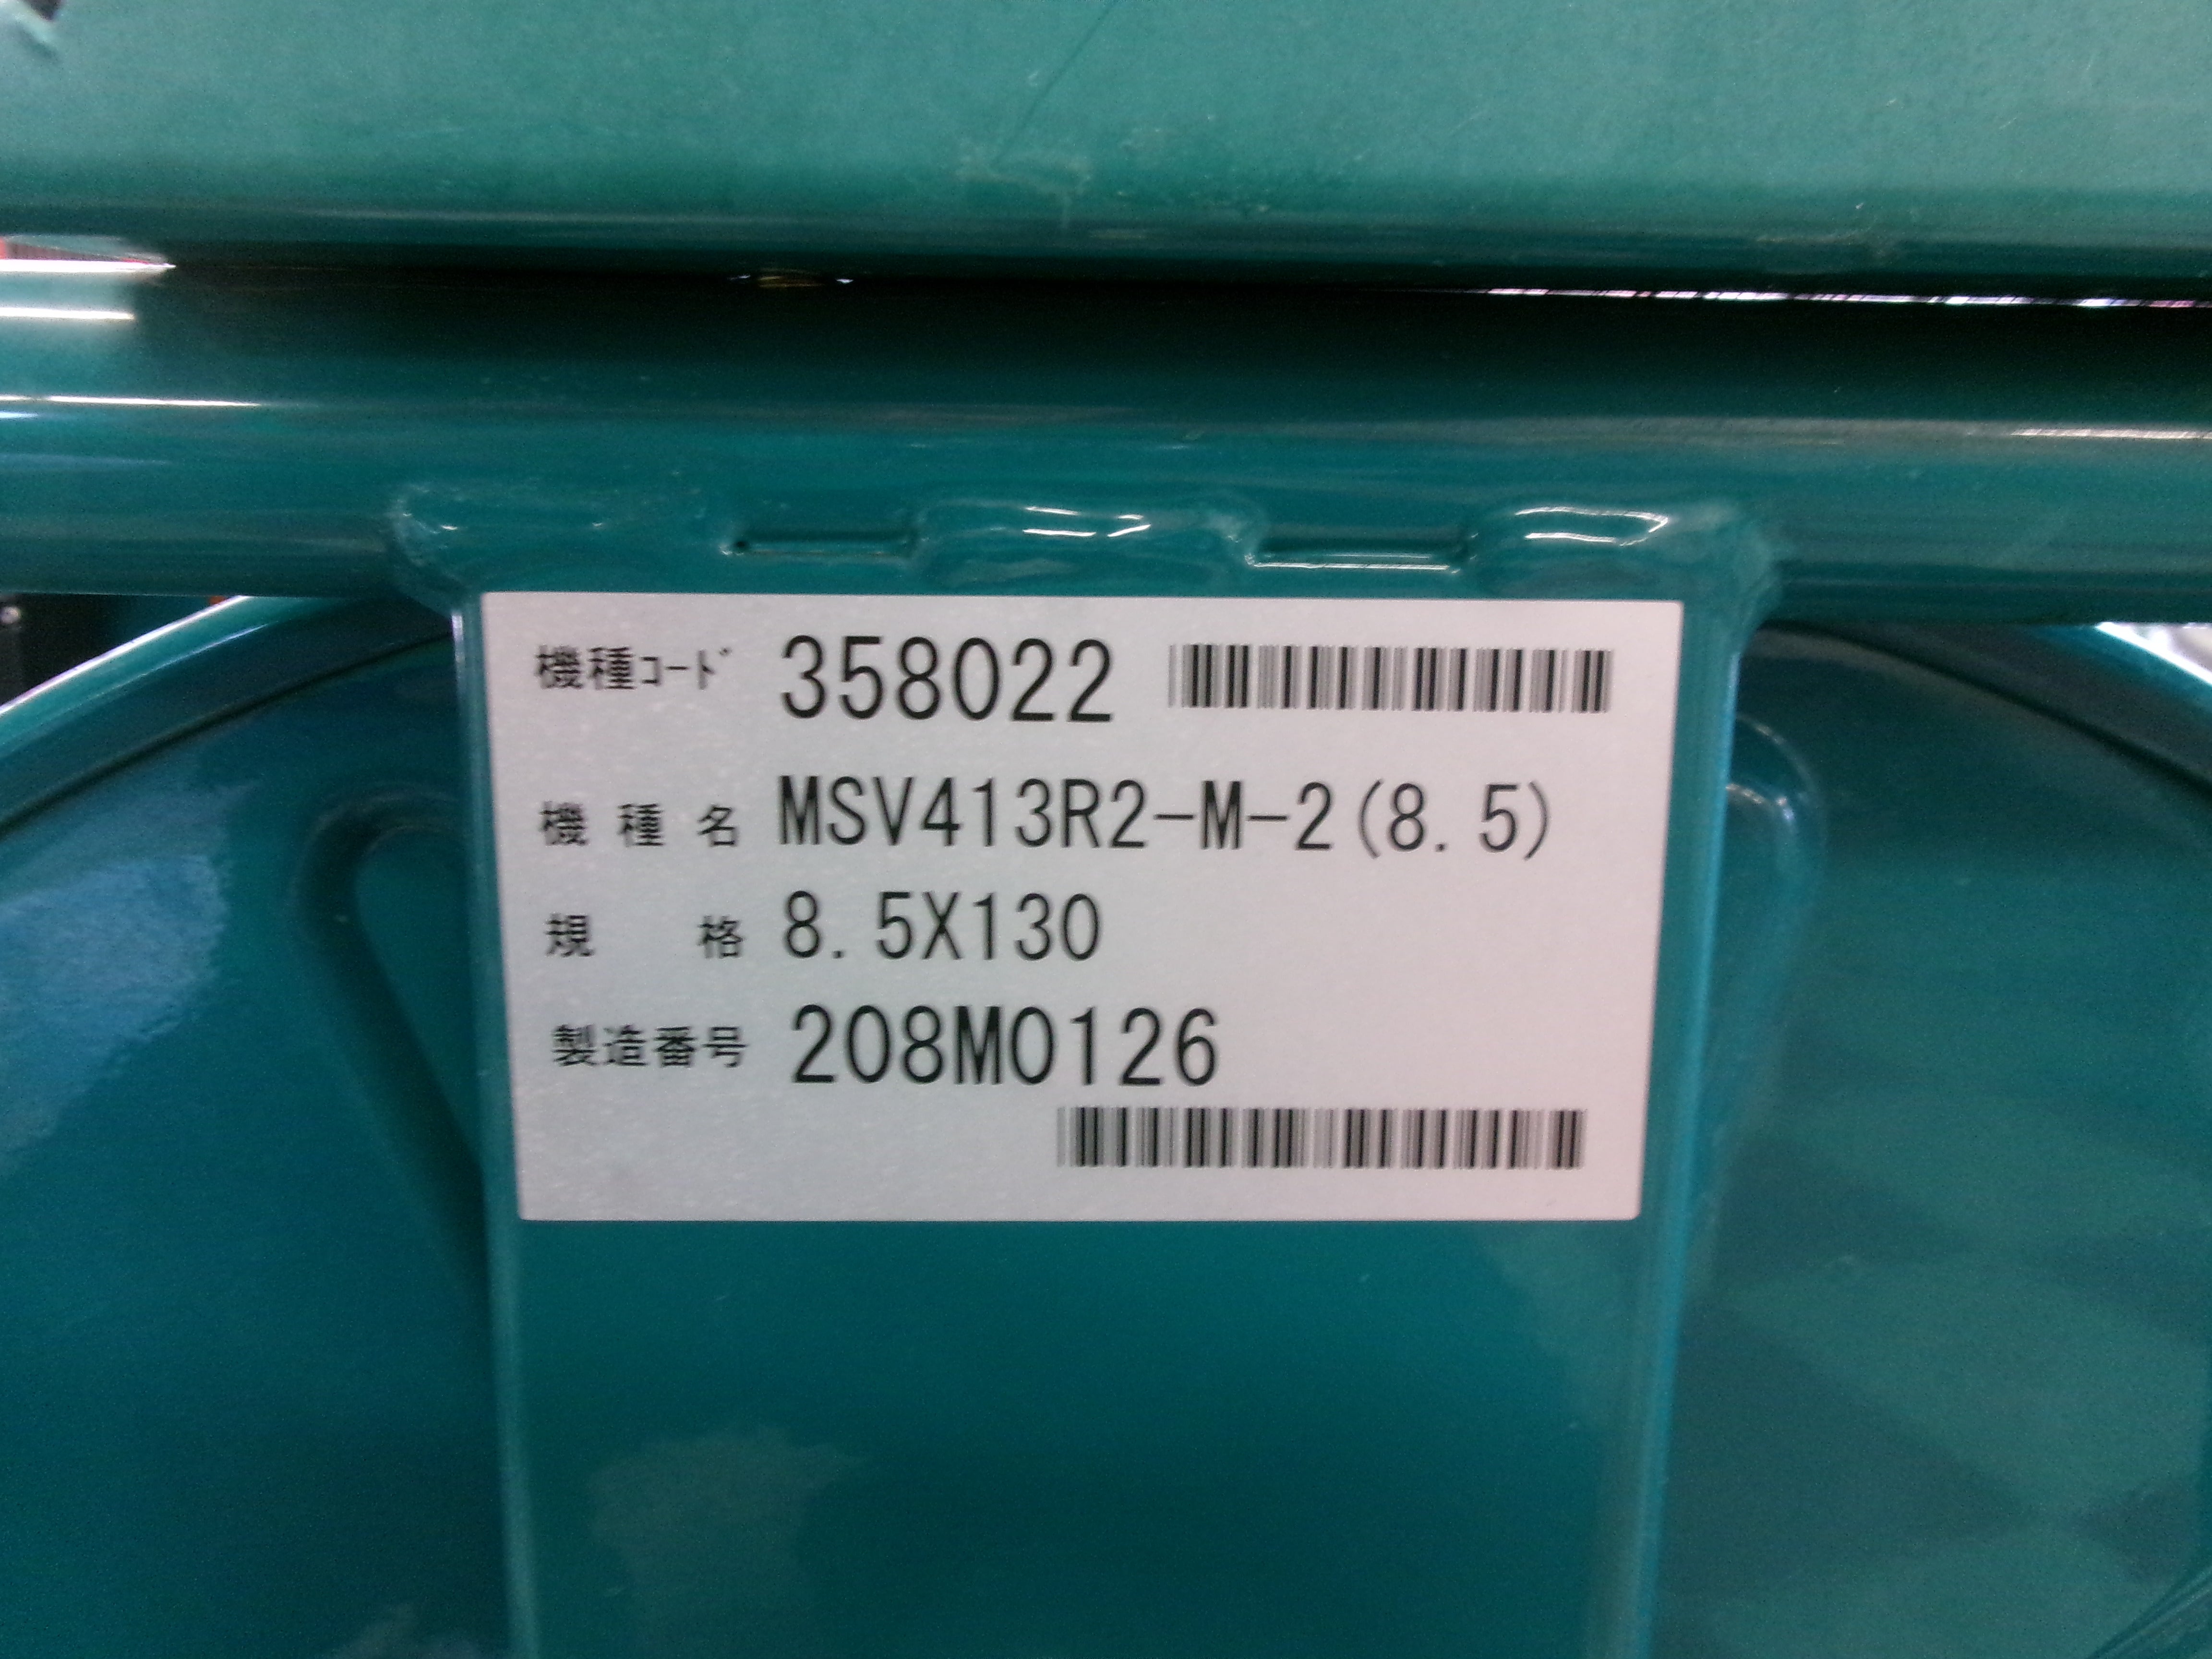 機種ｺｰﾄﾞ 358022
機種名 MSV413R2-M-2(8.5)
規格 8.5X130
製造番号 208M0126